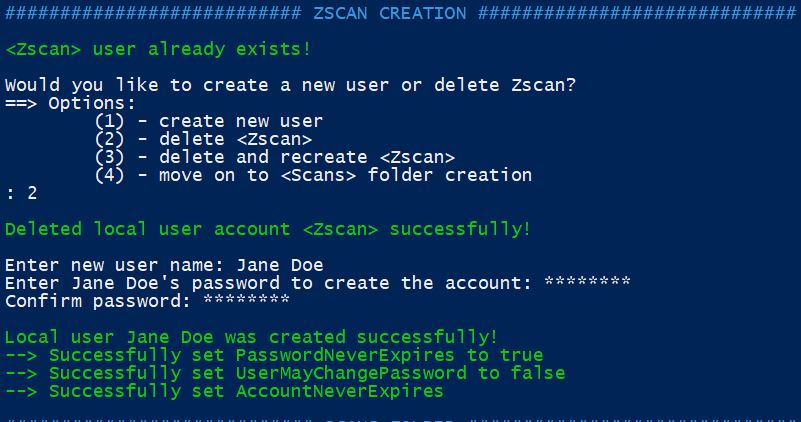 ########################### ZSCAN CREATION #############################
<Zscan> user already exists!
Would you like to create a new user or delete Zscan?
==> Options:
(1) - create new user
(2) - delete <Zscan>
(3) - delete and recreate <Zscan>
(4) - move on to <Scans> folder creation
: 2
Deleted local user account <Zscan> successfully!
Enter new user name: Jane Doe
Enter Jane Doe's password to create the account: ********
Confirm password: ********
Local user Jane Doe was created successfully!
--> Successfully set PasswordNeverExpires to true
--> Successfully set UserMayChangePassword to false
--> Successfully set AccountNeverExpires